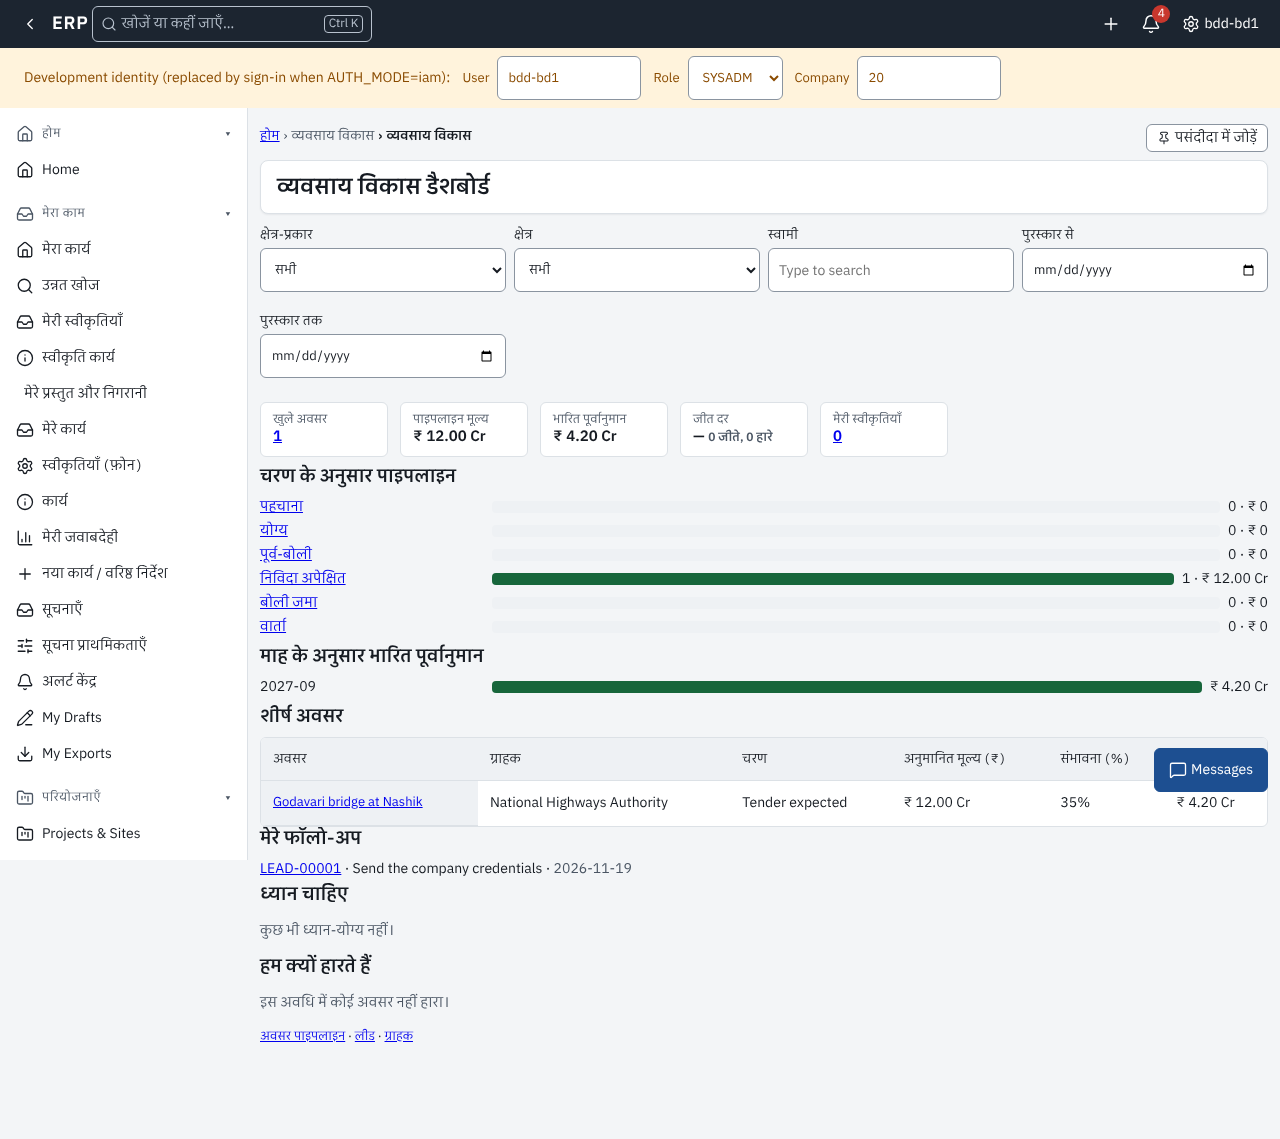 ERP
खोजें या कहीं जाएँ...
Ctrl K
4
bdd-bd1
Development identity (replaced by sign-in when AUTH_MODE=iam): User bdd-bd1 Role SYSADM Company 20
होम
Home
मेरा काम
मेरा कार्य
उन्नत खोज
मेरी स्वीकृतियाँ
स्वीकृति कार्य
मेरे प्रस्तुत और निगरानी
मेरे कार्य
स्वीकृतियाँ (फ़ोन)
कार्य
मेरी जवाबदेही
नया कार्य / वरिष्ठ निर्देश
सूचनाएँ
सूचना प्राथमिकताएँ
अलर्ट केंद्र
My Drafts
My Exports
परियोजनाएँ
Projects & Sites
होम › व्यवसाय विकास › व्यवसाय विकास
पसंदीदा में जोड़ें
व्यवसाय विकास डैशबोर्ड
क्षेत्र-प्रकार
सभी
क्षेत्र
सभी
स्वामी
Type to search
पुरस्कार से
mm/dd/yyyy
पुरस्कार तक
mm/dd/yyyy
खुले अवसर
1
पाइपलाइन मूल्य
₹ 12.00 Cr
भारित पूर्वानुमान
₹ 4.20 Cr
जीत दर
— 0 जीते, 0 हारे
मेरी स्वीकृतियाँ
0
चरण के अनुसार पाइपलाइन
पहचाना 0 · ₹ 0
योग्य 0 · ₹ 0
पूर्व-बोली 0 · ₹ 0
निविदा अपेक्षित 1 · ₹ 12.00 Cr
बोली जमा 0 · ₹ 0
वार्ता 0 · ₹ 0
माह के अनुसार भारित पूर्वानुमान
2027-09 ₹ 4.20 Cr
शीर्ष अवसर
अवसर ग्राहक चरण अनुमानित मूल्य (₹) संभावना (%)
Godavari bridge at Nashik National Highways Authority Tender expected ₹ 12.00 Cr 35% ₹ 4.20 Cr
Messages
मेरे फॉलो-अप
LEAD-00001 · Send the company credentials · 2026-11-19
ध्यान चाहिए
कुछ भी ध्यान-योग्य नहीं।
हम क्यों हारते हैं
इस अवधि में कोई अवसर नहीं हारा।
अवसर पाइपलाइन · लीड · ग्राहक